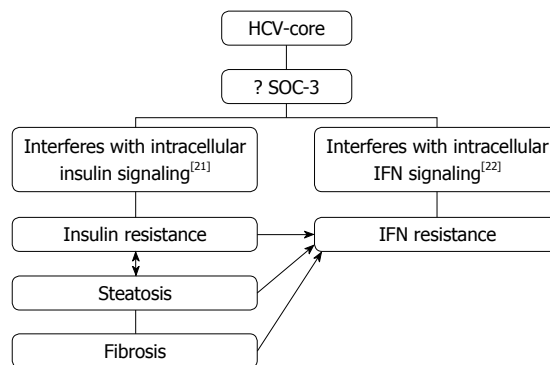 HCV-core
? SOC-3
Interferes with intracellular
insulin signaling[21]
Interferes with intracellular
IFN signaling[22]
Insulin resistance
IFN resistance
Steatosis
Fibrosis